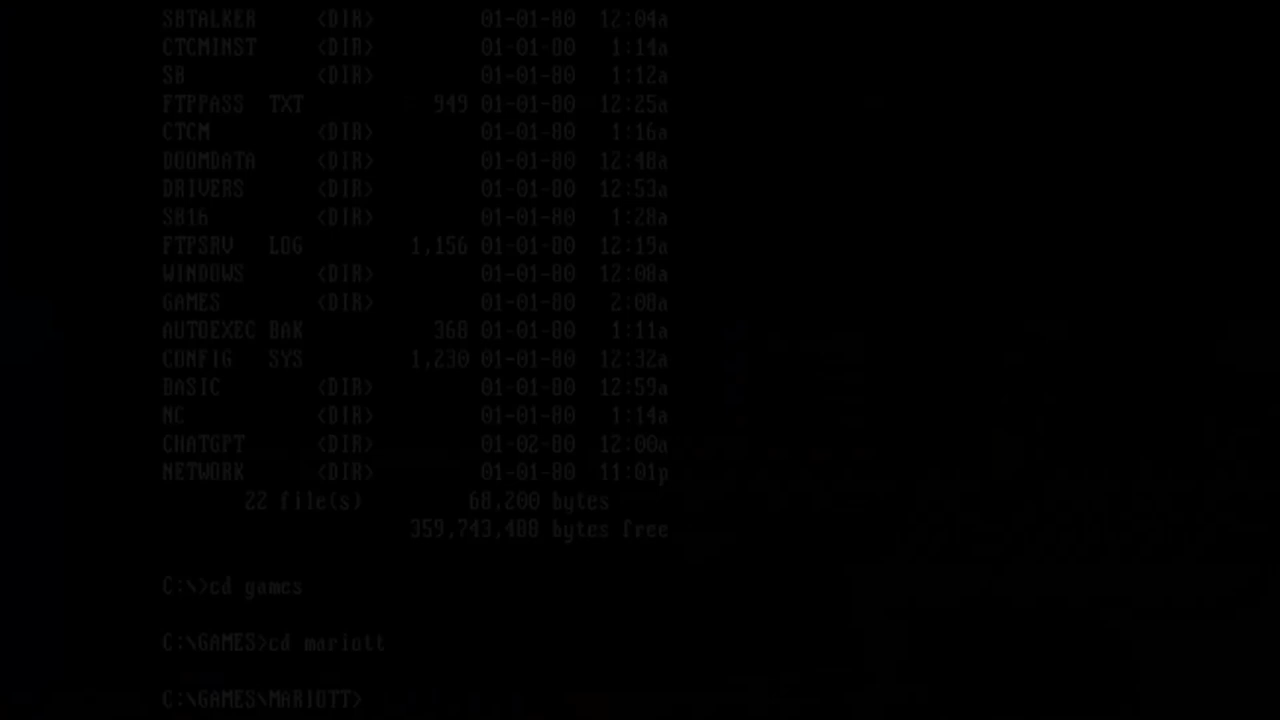 SBTALKER <DIR> 01-01-80 12:04a
CTCMINST <DIR> 01-01-80 1:14a
SB <DIR> 01-01-80 1:12a
FTPPASS TXT 949 01-01-80 12:25a
CTCM <DIR> 01-01-80 1:16a
DOOMDATA <DIR> 01-01-80 12:48a
DRIVERS <DIR> 01-01-80 12:53a
SB16 <DIR> 01-01-80 1:28a
FTPSRV LOG 1,156 01-01-80 12:19a
WINDOWS <DIR> 01-01-80 12:08a
GAMES <DIR> 01-01-80 2:08a
AUTOEXEC BAK 368 01-01-80 1:11a
CONFIG SYS 1,230 01-01-80 12:32a
BASIC <DIR> 01-01-80 12:59a
NC <DIR> 01-01-80 1:14a
CHATGPT <DIR> 01-02-80 12:00a
NETWORK <DIR> 01-01-80 11:01p
22 file(s) 68,200 bytes
359,743,488 bytes free
C:\>cd games
C:\GAMES>cd mariott
C:\GAMES\MARIOTT>